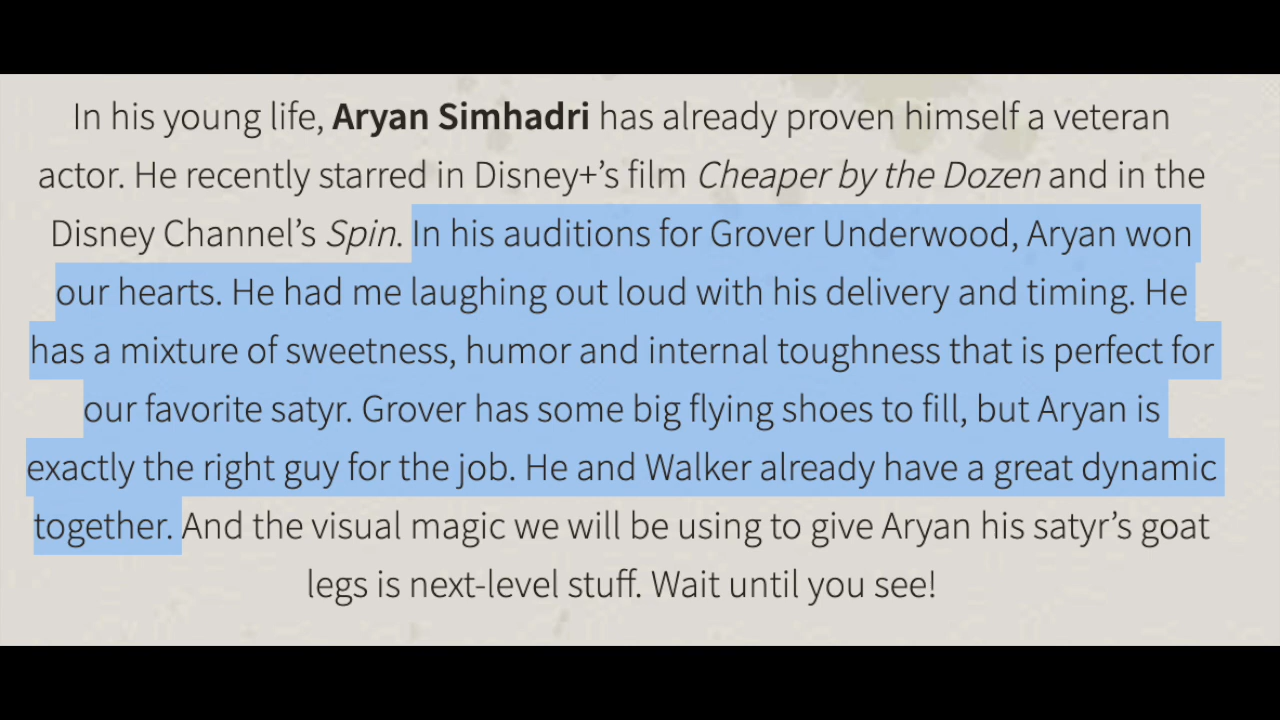 In his young life, Aryan Simhadri has already proven himself a veteran
actor. He recently starred in Disney+’s film Cheaper by the Dozen and in the
Disney Channel’s Spin. In his auditions for Grover Underwood, Aryan won
our hearts. He had me laughing out loud with his delivery and timing. He
has a mixture of sweetness, humor and internal toughness that is perfect for
our favorite satyr. Grover has some big flying shoes to fill, but Aryan is
exactly the right guy for the job. He and Walker already have a great dynamic
together. And the visual magic we will be using to give Aryan his satyr’s goat
legs is next-level stuff. Wait until you see!